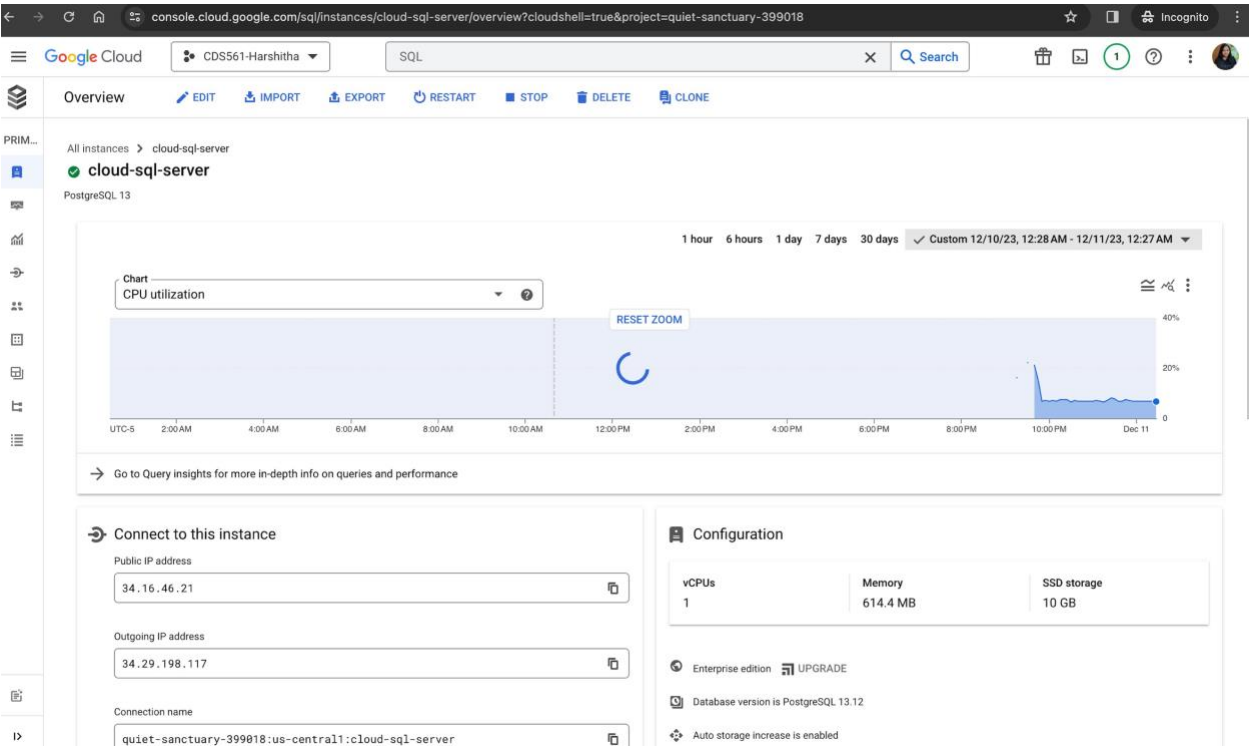 console.cloud.google.com/sql/instances/cloud-sql-server/overview?cloudshell=true&project=quiet-sanctuary-399018 Incognito
Google Cloud CDS561-Harshitha SQL Search 1
Overview EDIT IMPORT EXPORT RESTART STOP DELETE CLONE
PRIM...
All instances > cloud-sql-server
cloud-sql-server
PostgreSQL 13
1 hour 6 hours 1 day 7 days 30 days Custom 12/10/23, 12:28 AM - 12/11/23, 12:27 AM
Chart
CPU utilization
RESET ZOOM
40%
20%
0
UTC-5 2:00 AM 4:00 AM 6:00 AM 8:00 AM 10:00 AM 12:00 PM 2:00 PM 4:00 PM 6:00 PM 8:00 PM 10:00 PM Dec 11
Go to Query insights for more in-depth info on queries and performance
Connect to this instance
Public IP address
34.16.46.21
Outgoing IP address
34.29.198.117
Connection name
quiet-sanctuary-399018:us-central1:cloud-sql-server
Configuration
vCPUs Memory SSD storage
1 614.4 MB 10 GB
Enterprise edition UPGRADE
Database version is PostgreSQL 13.12
Auto storage increase is enabled